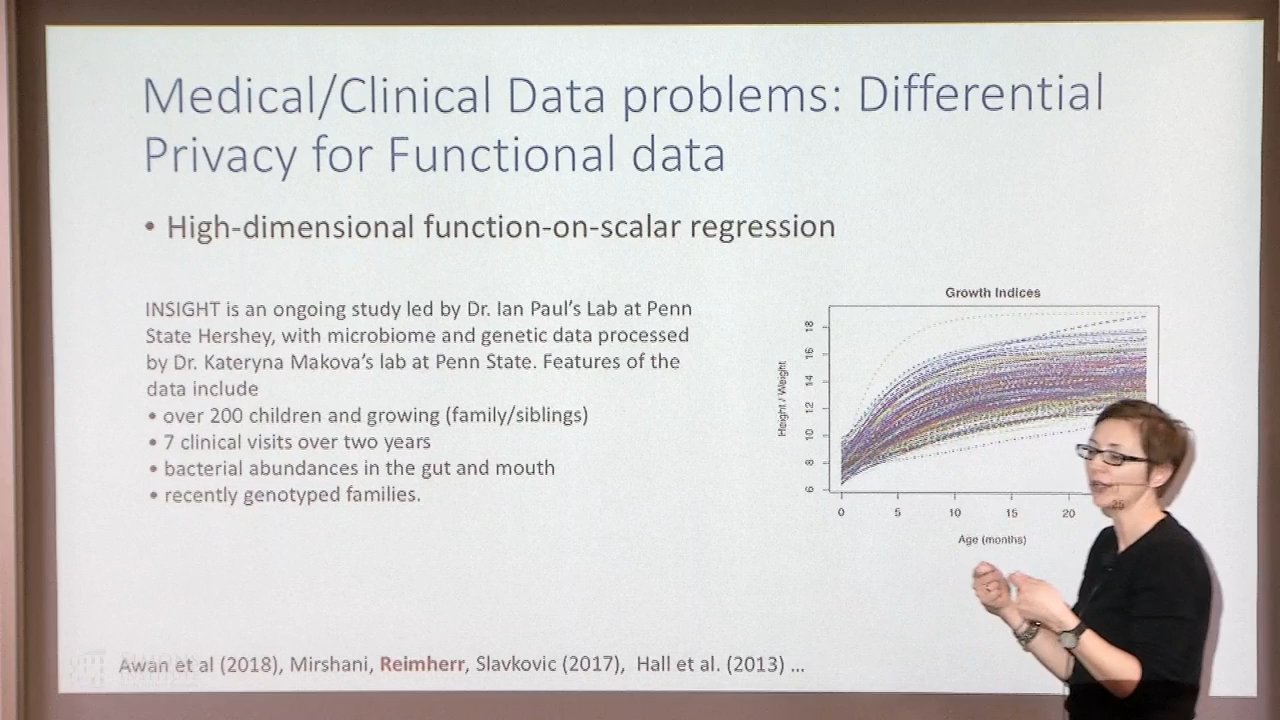 Medical/Clinical Data problems: Differential
Privacy for Functional data
• High-dimensional function-on-scalar regression
INSIGHT is an ongoing study led by Dr. Ian Paul's Lab at Penn
State Hershey, with microbiome and genetic data processed
by Dr. Kateryna Makova's lab at Penn State. Features of the
data include
• over 200 children and growing (family/siblings)
• 7 clinical visits over two years
• bacterial abundances in the gut and mouth
• recently genotyped families.
Growth Indices
Height / Weight
18
16
14
12
10
8
6
0 5 10 15 20 25
Age (months)
Awan et al (2018), Mirshani, Reimherr, Slavkovic (2017), Hall et al. (2013) ...